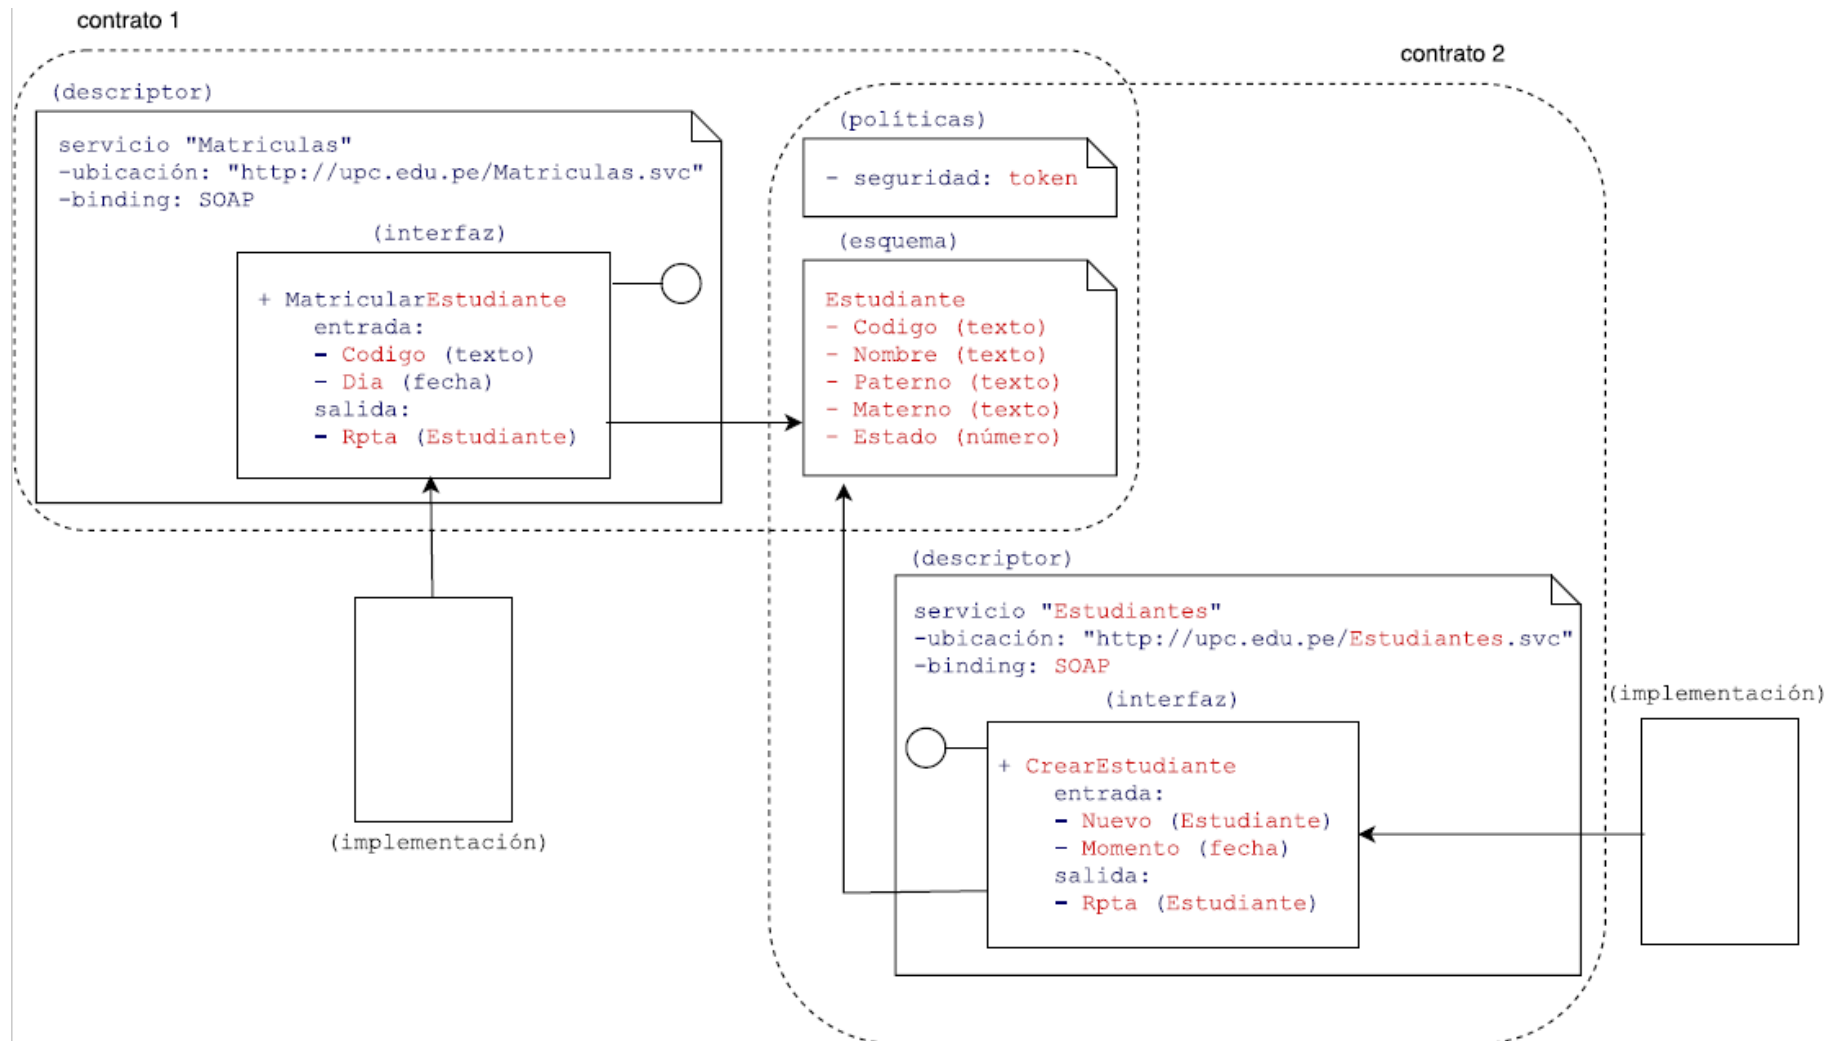 contrato 1
contrato 2
(descriptor)
servicio "Matriculas"
-ubicación: "http://upc.edu.pe/Matriculas.svc"
-binding: SOAP
(interfaz)
+ MatricularEstudiante
entrada:
- Codigo (texto)
- Dia (fecha)
salida:
- Rpta (Estudiante)
(políticas)
- seguridad: token
(esquema)
Estudiante
- Codigo (texto)
- Nombre (texto)
- Paterno (texto)
- Materno (texto)
- Estado (número)
(implementación)
(descriptor)
servicio "Estudiantes"
-ubicación: "http://upc.edu.pe/Estudiantes.svc"
-binding: SOAP
(interfaz)
+ CrearEstudiante
entrada:
- Nuevo (Estudiante)
- Momento (fecha)
salida:
- Rpta (Estudiante)
(implementación)